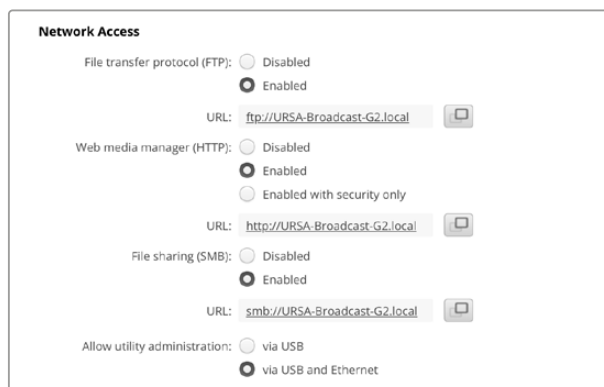 Network Access
File transfer protocol (FTP): Disabled
Enabled
URL: ftp://URSA-Broadcast-G2.local
Web media manager (HTTP): Disabled
Enabled
Enabled with security only
URL: http://URSA-Broadcast-G2.local
File sharing (SMB): Disabled
Enabled
URL: smb://URSA-Broadcast-G2.local
Allow utility administration: via USB
via USB and Ethernet